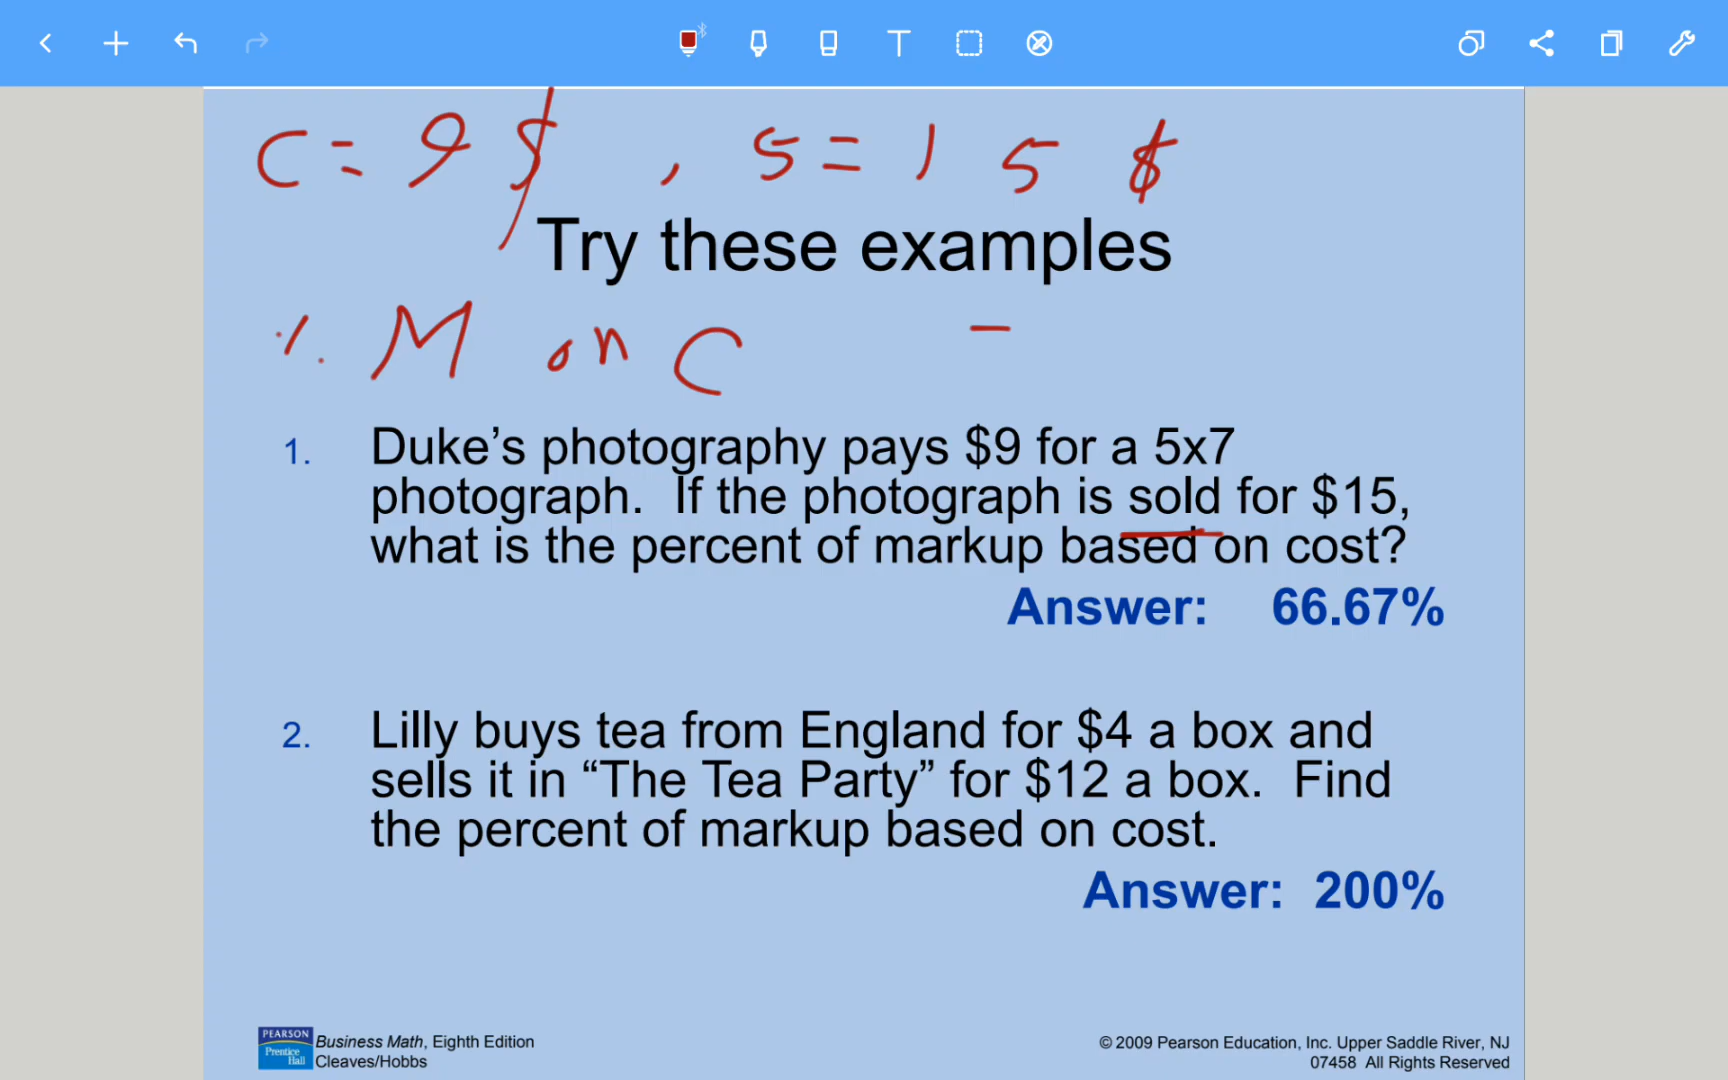 C = 9 $ , S = 1 5 $
Try these examples
% M on C =
1. Duke’s photography pays $9 for a 5x7
photograph. If the photograph is sold for $15,
what is the percent of markup based on cost?
Answer: 66.67%
2. Lilly buys tea from England for $4 a box and
sells it in “The Tea Party” for $12 a box. Find
the percent of markup based on cost.
Answer: 200%
PEARSON
Prentice
Hall
Business Math, Eighth Edition
Cleaves/Hobbs
© 2009 Pearson Education, Inc. Upper Saddle River, NJ
07458 All Rights Reserved